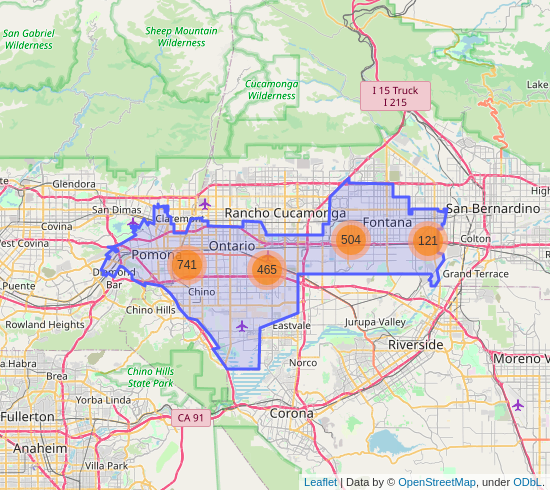 San Gabriel
Wilderness
Sheep Mountain
Wilderness
Cucamonga
Wilderness
I 15 Truck
I 215
Lake
Glendora
San Dimas
Claremont
Rancho Cucamonga
Fontana
San Bernardino
High
Covina
West Covina
Pomona
Ontario
504
121
Colton
741
465
Diamond
Bar
Grand Terrace
Puente
Chino
Chino Hills
Rowland Heights
Eastvale
Jurupa Valley
Riverside
Moreno V
Norco
a Habra
Brea
Chino Hills
State Park
Yorba Linda
Fullerton
CA 91
Corona
Anaheim
Villa Park
Leaflet | Data by © OpenStreetMap, under ODbL.